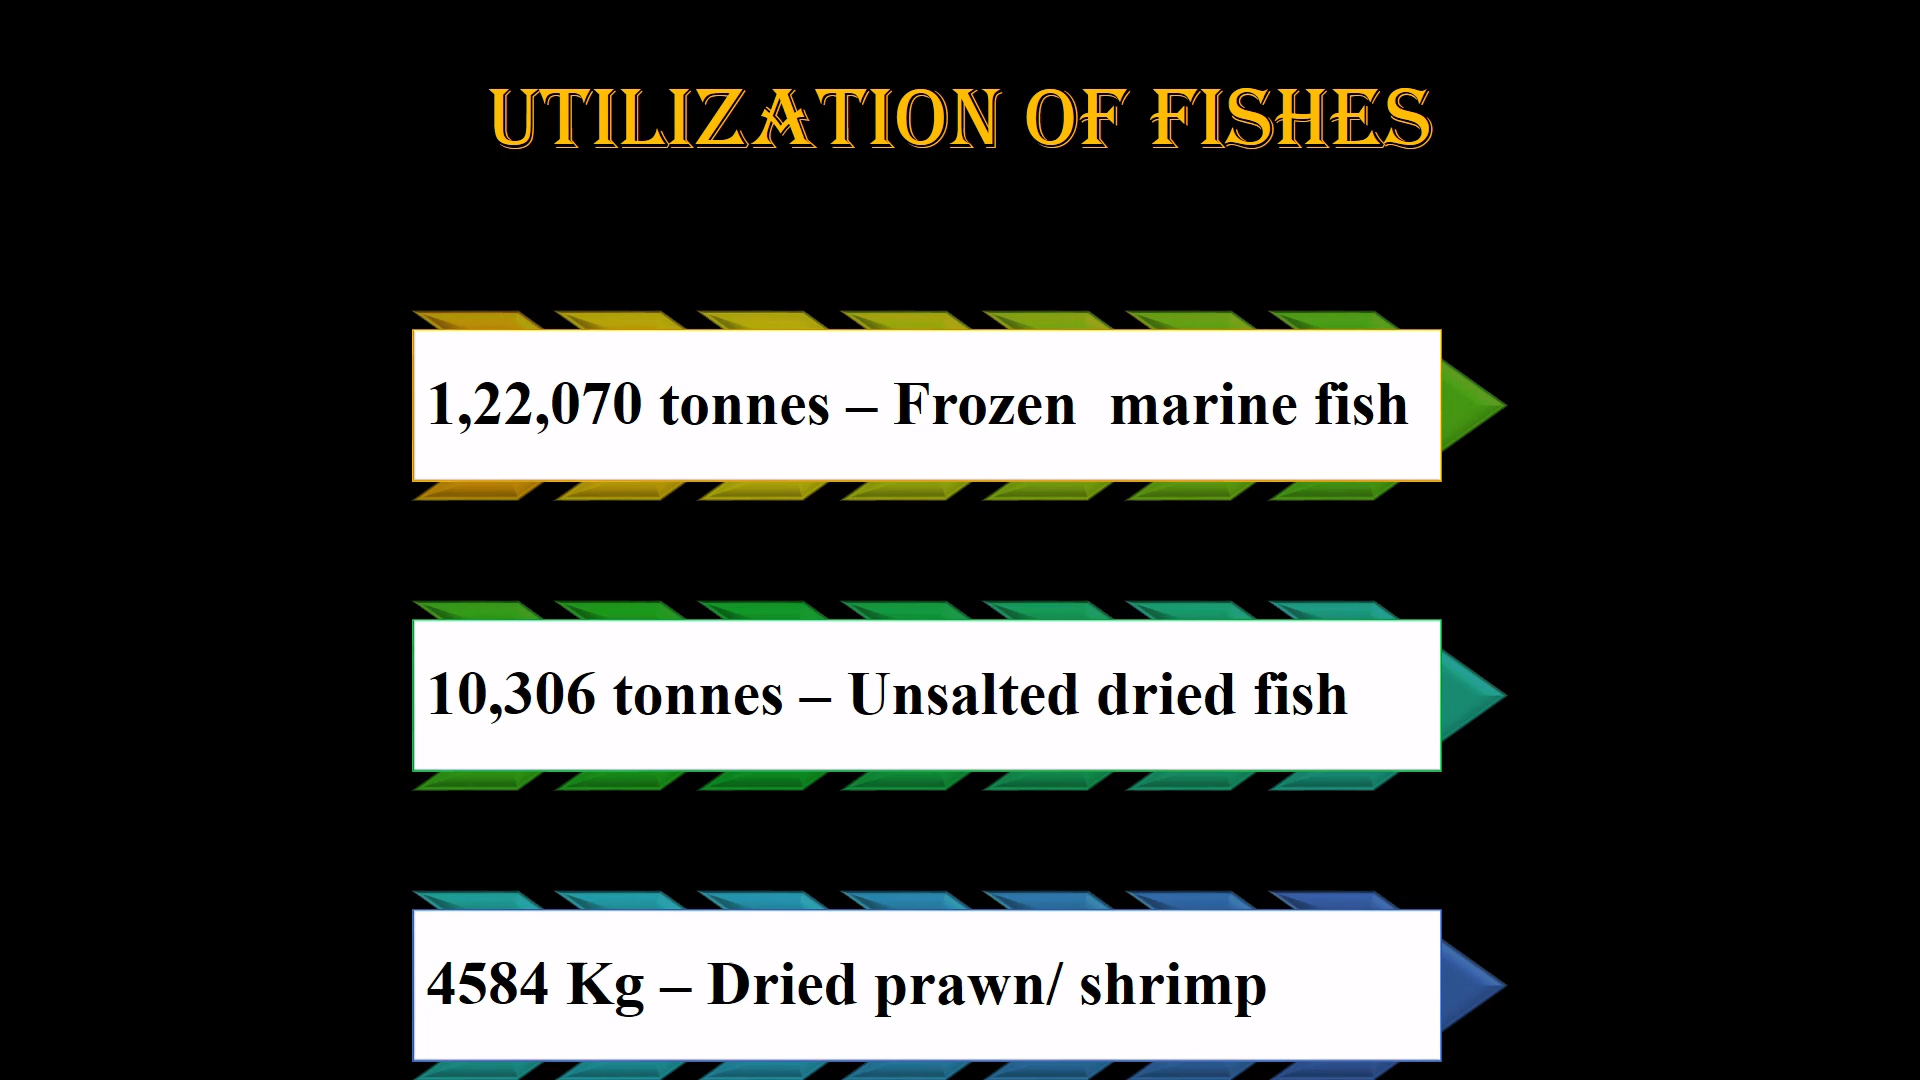 UTILIZATION OF FISHES
1,22,070 tonnes – Frozen  marine fish
10,306 tonnes – Unsalted dried fish
4584 Kg – Dried prawn/ shrimp